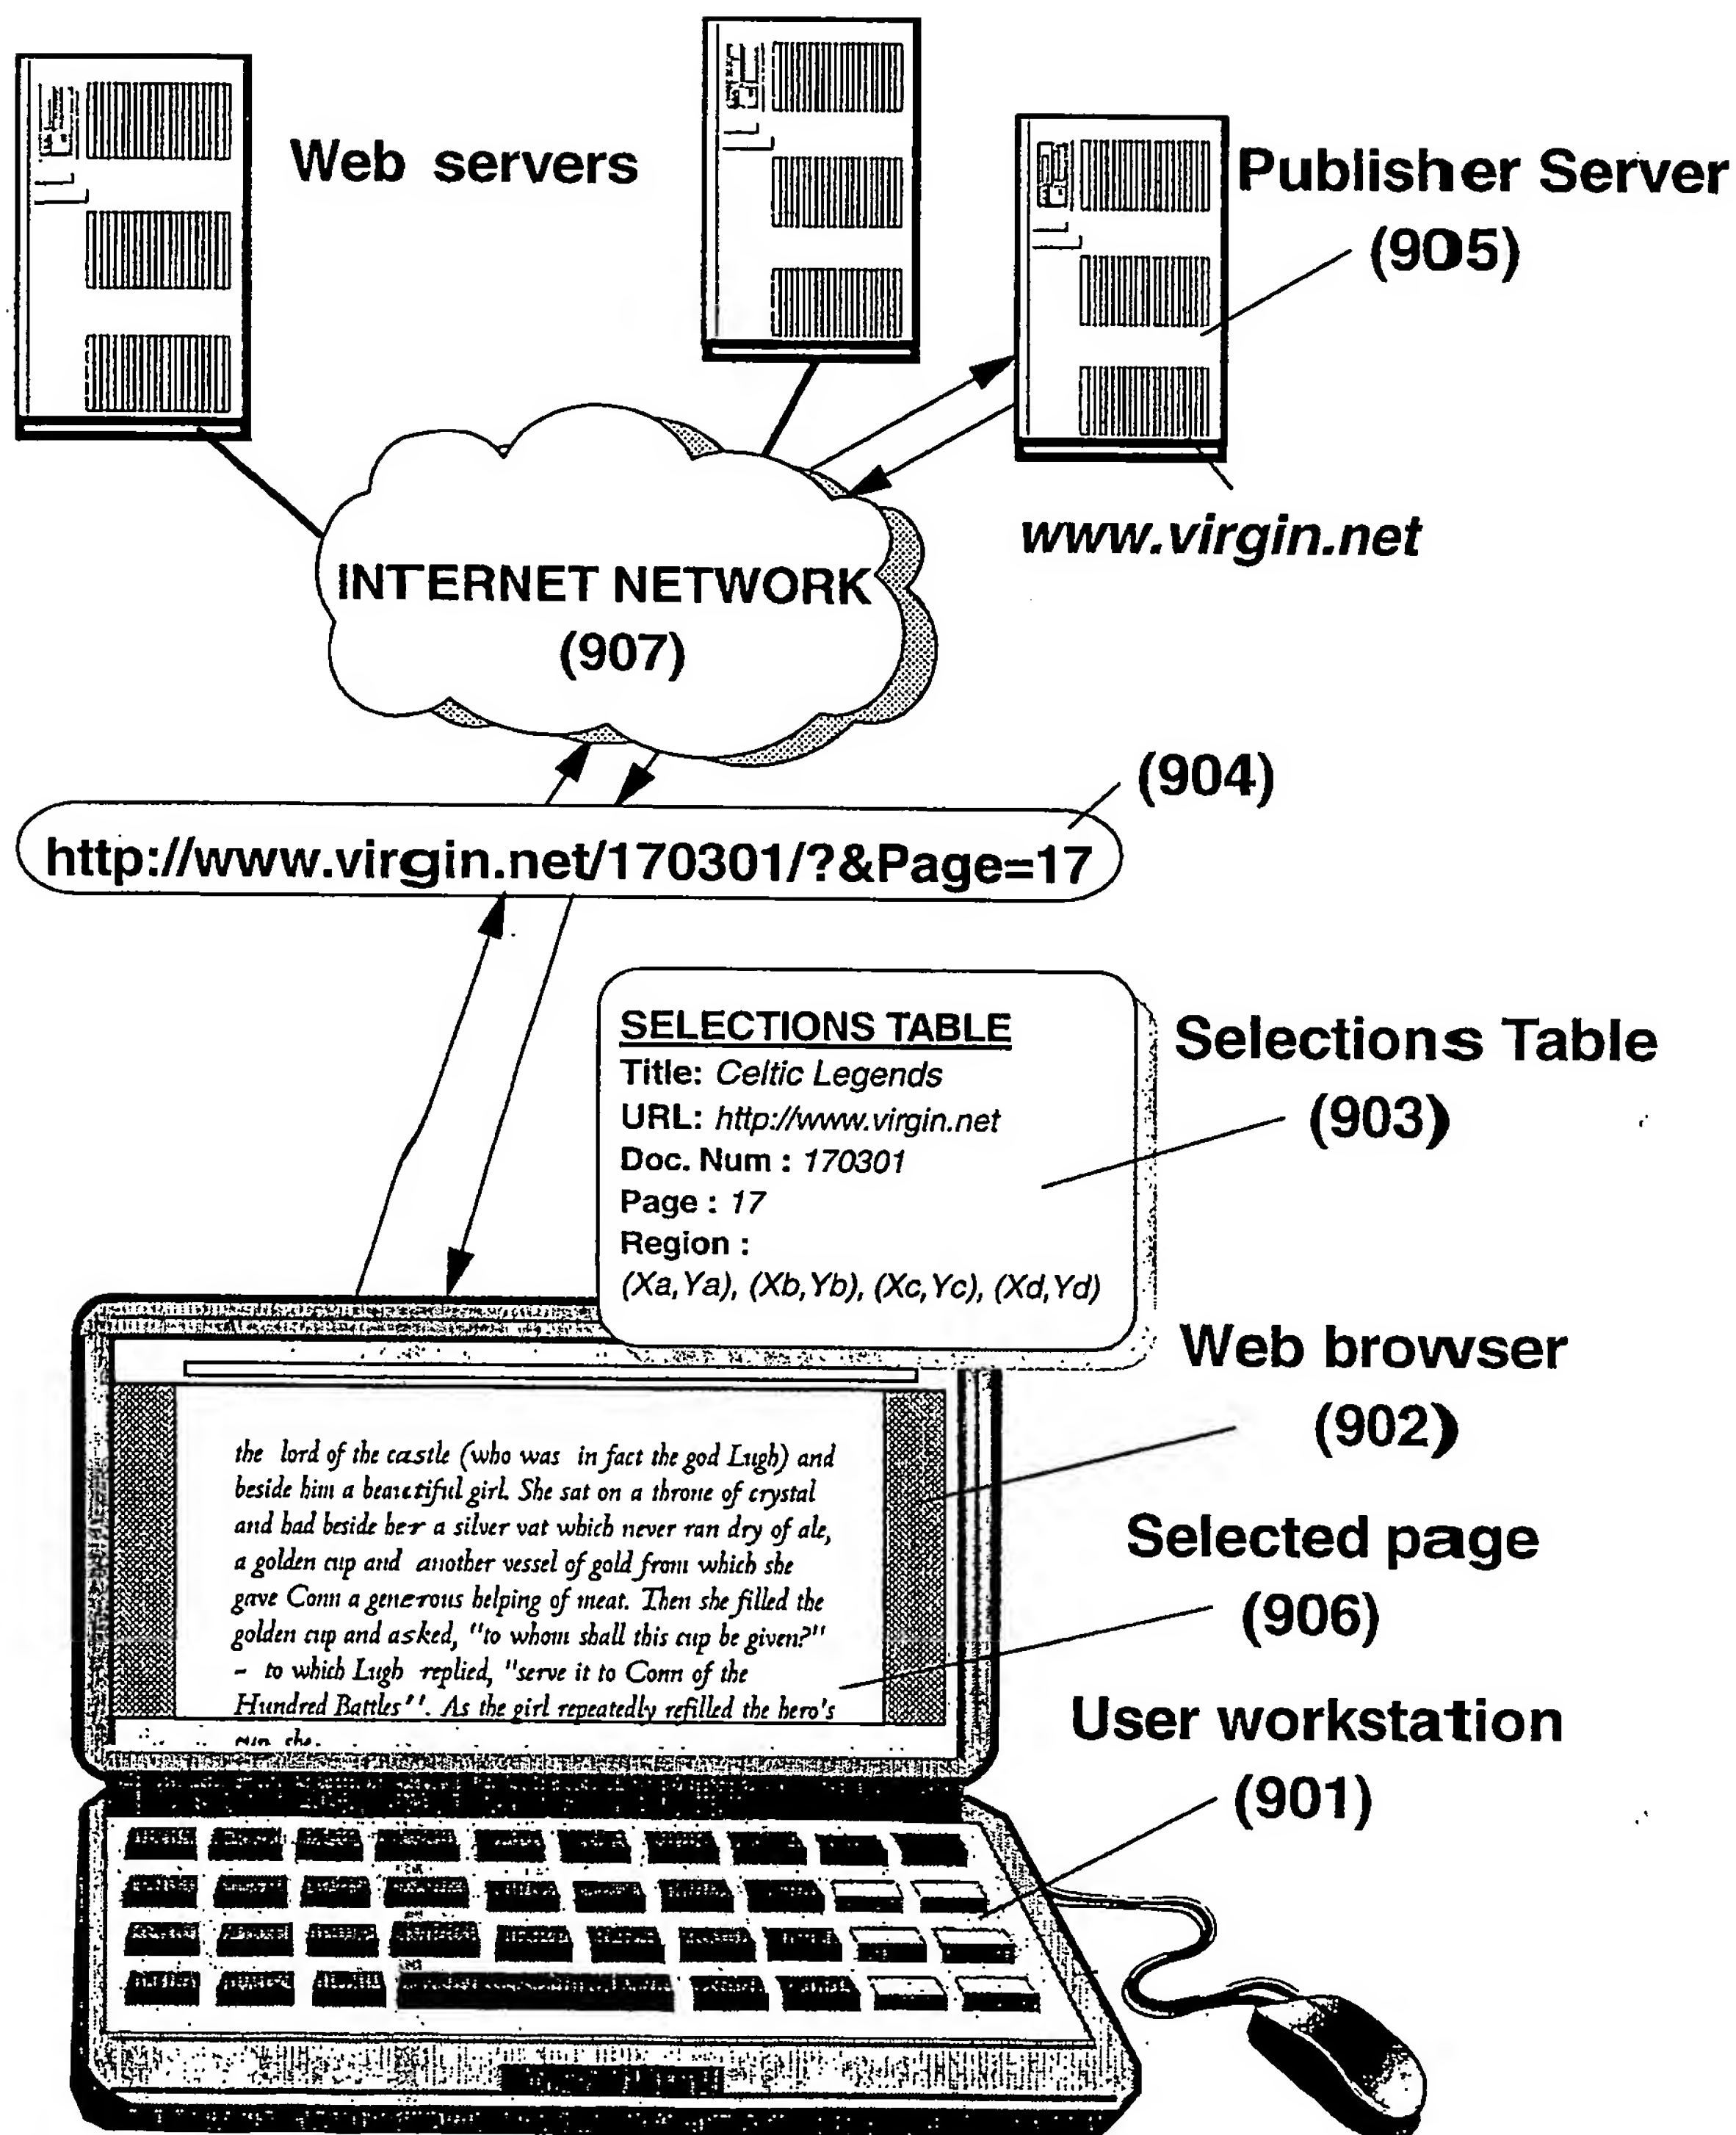 Web servers
Publisher Server
(905)
www.virgin.net
INTERNET NETWORK
(907)
(904)
http://www.virgin.net/170301/?&Page=17
SELECTIONS TABLE
Title: Celtic Legends
URL: http://www.virgin.net
Doc. Num : 170301
Page : 17
Region :
(Xa,Ya), (Xb,Yb), (Xc,Yc), (Xd,Yd)
Selections Table
(903)
Web browser
(902)
the lord of the castle (who was in fact the god Lugh) and
beside him a beautiful girl. She sat on a throne of crystal
and had beside her a silver vat which never ran dry of ale,
a golden cup and another vessel of gold from which she
gave Conn a generous helping of meat. Then she filled the
golden cup and asked, "to whom shall this cup be given?"
- to which Lugh replied, "serve it to Conn of the
Hundred Battles''. As the girl repeatedly refilled the hero's
Selected page
(906)
User workstation
(901)